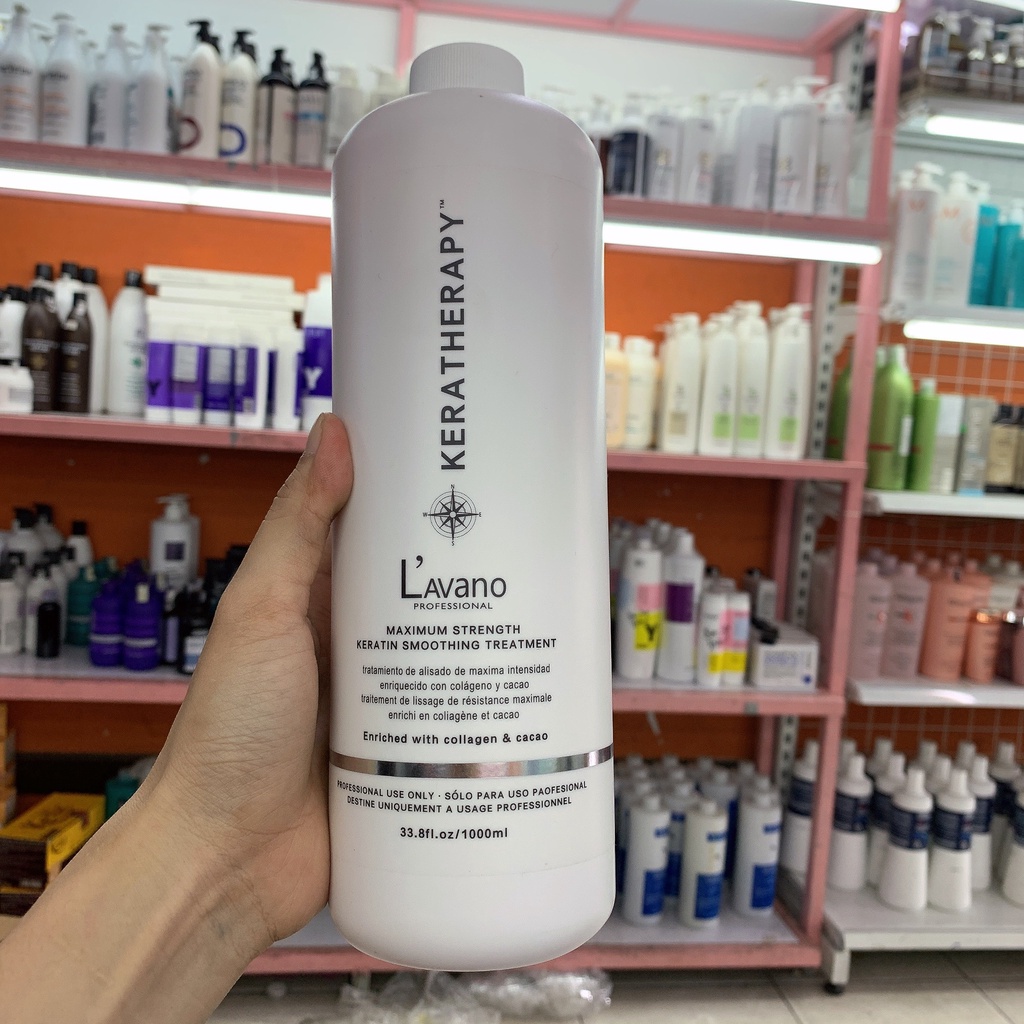 KERATHERAPY™
N
W E
S
L'AVANO
PROFESSIONAL
MAXIMUM STRENGTH
KERATIN SMOOTHING TREATMENT
tratamiento de alisado de maxima intensidad
enriquecido con colágeno y cacao
traitement de lissage de résistance maximale
enrichi en coliagène et cacao
Enriched with collagen & cacao
PROFESSIONAL USE ONLY · SÓLO PARA USO PAOFESIONAL
DESTINE UNIQUEMENT A USAGE PROFESSIONNEL
33.8fl.oz/1000ml